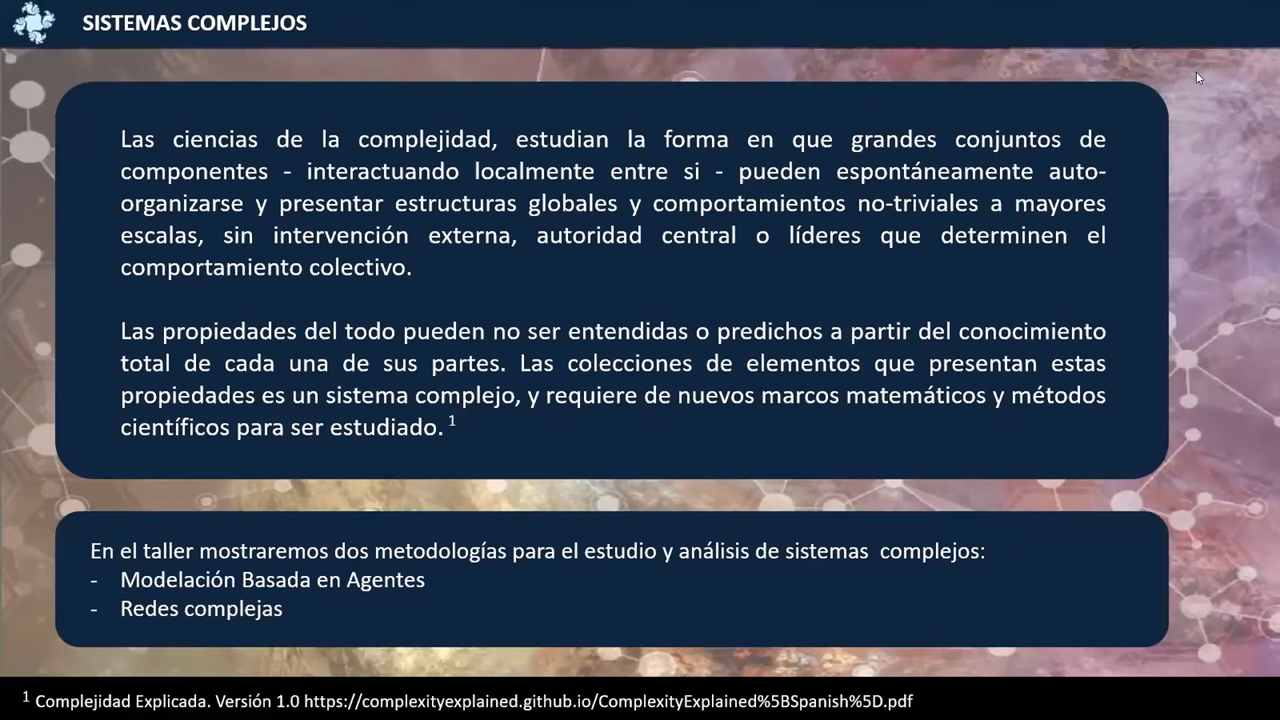 SISTEMAS COMPLEJOS
Las ciencias de la complejidad, estudian la forma en que grandes conjuntos de
componentes - interactuando localmente entre si - pueden espontáneamente auto-
organizarse y presentar estructuras globales y comportamientos no-triviales a mayores
escalas, sin intervención externa, autoridad central o líderes que determinen el
comportamiento colectivo.
Las propiedades del todo pueden no ser entendidas o predichos a partir del conocimiento
total de cada una de sus partes. Las colecciones de elementos que presentan estas
propiedades es un sistema complejo, y requiere de nuevos marcos matemáticos y métodos
científicos para ser estudiado. 1
En el taller mostraremos dos metodologías para el estudio y análisis de sistemas complejos:
- Modelación Basada en Agentes
- Redes complejas
1 Complejidad Explicada. Versión 1.0 https://complexityexplained.github.io/ComplexityExplained%5BSpanish%5D.pdf